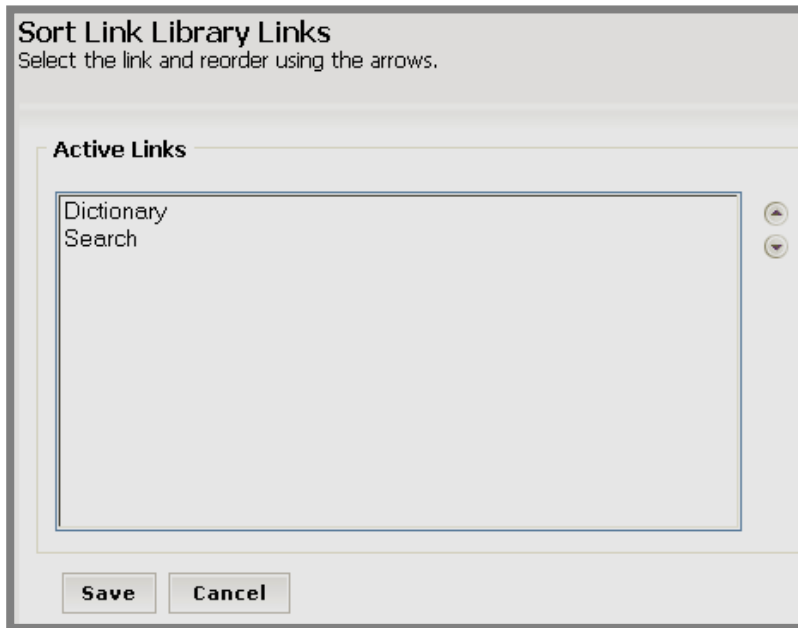 Sort Link Library Links
Select the link and reorder using the arrows.
Active Links
Dictionary
Search
Save
Cancel